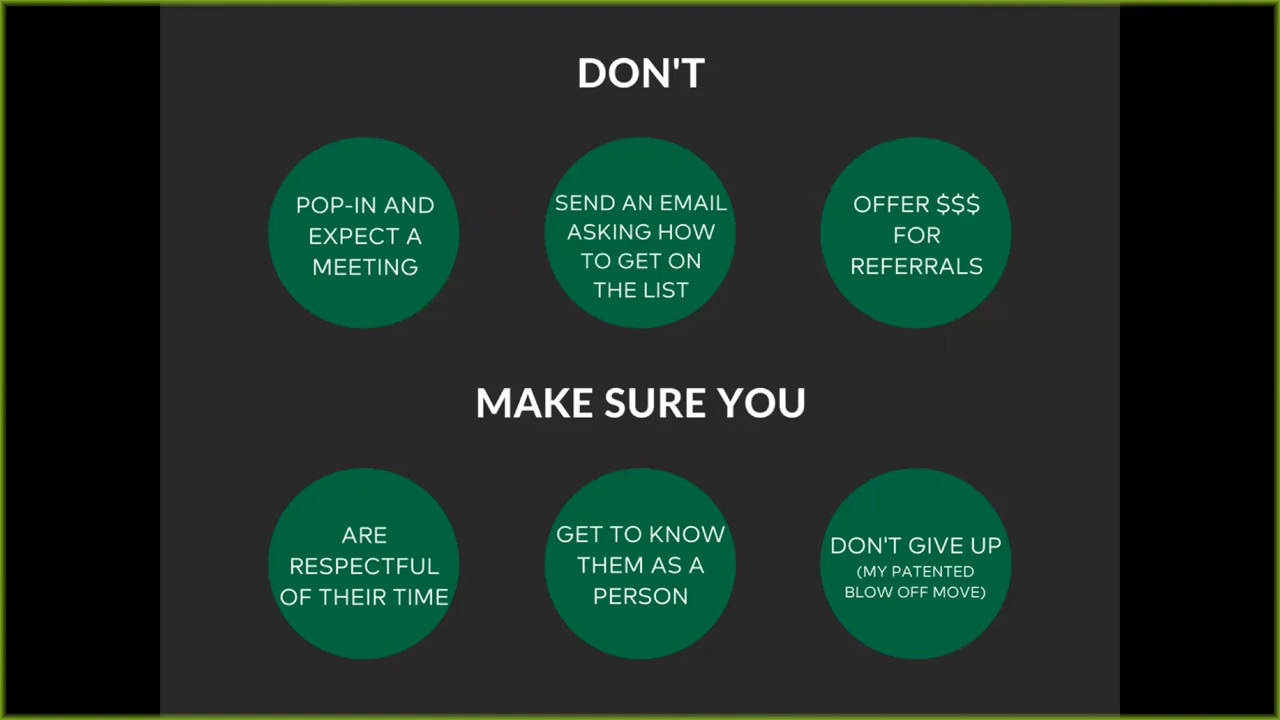 DON'T
POP-IN AND
EXPECT A
MEETING
SEND AN EMAIL
ASKING HOW
TO GET ON
THE LIST
OFFER $$$
FOR
REFERRALS
MAKE SURE YOU
ARE
RESPECTFUL
OF THEIR TIME
GET TO KNOW
THEM AS A
PERSON
DON'T GIVE UP
(MY PATENTED
BLOW OFF MOVE)